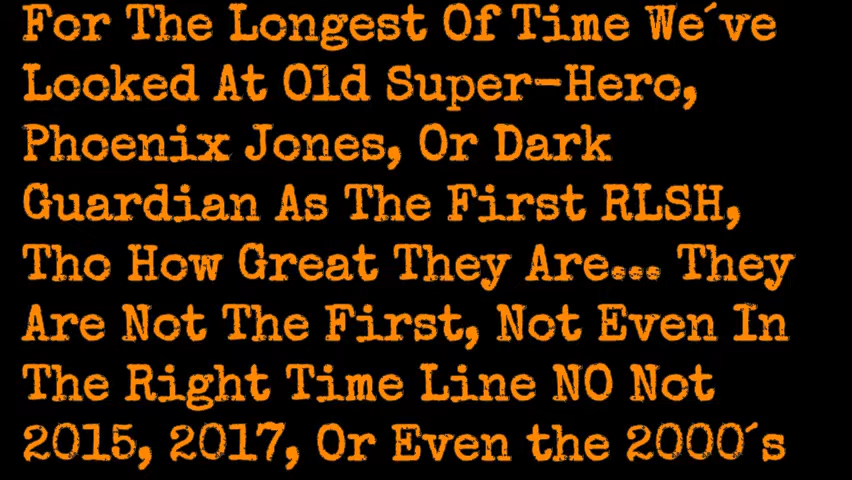 For The Longest Of Time We´ve
Looked At Old Super-Hero,
Phoenix Jones, Or Dark
Guardian As The First RLSH,
Tho How Great They Are... They
Are Not The First, Not Even In
The Right Time Line NO Not
2015, 2017, Or Even the 2000´s